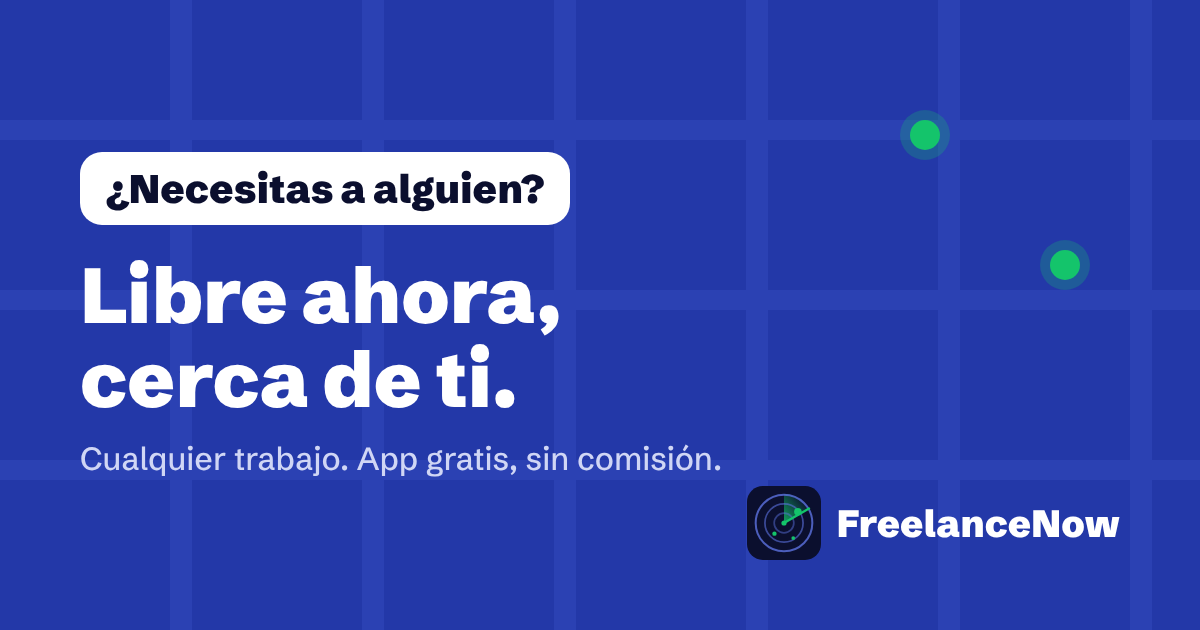 ¿Necesitas a alguien?
Libre ahora,
cerca de ti.
Cualquier trabajo. App gratis, sin comisión.
FreelanceNow